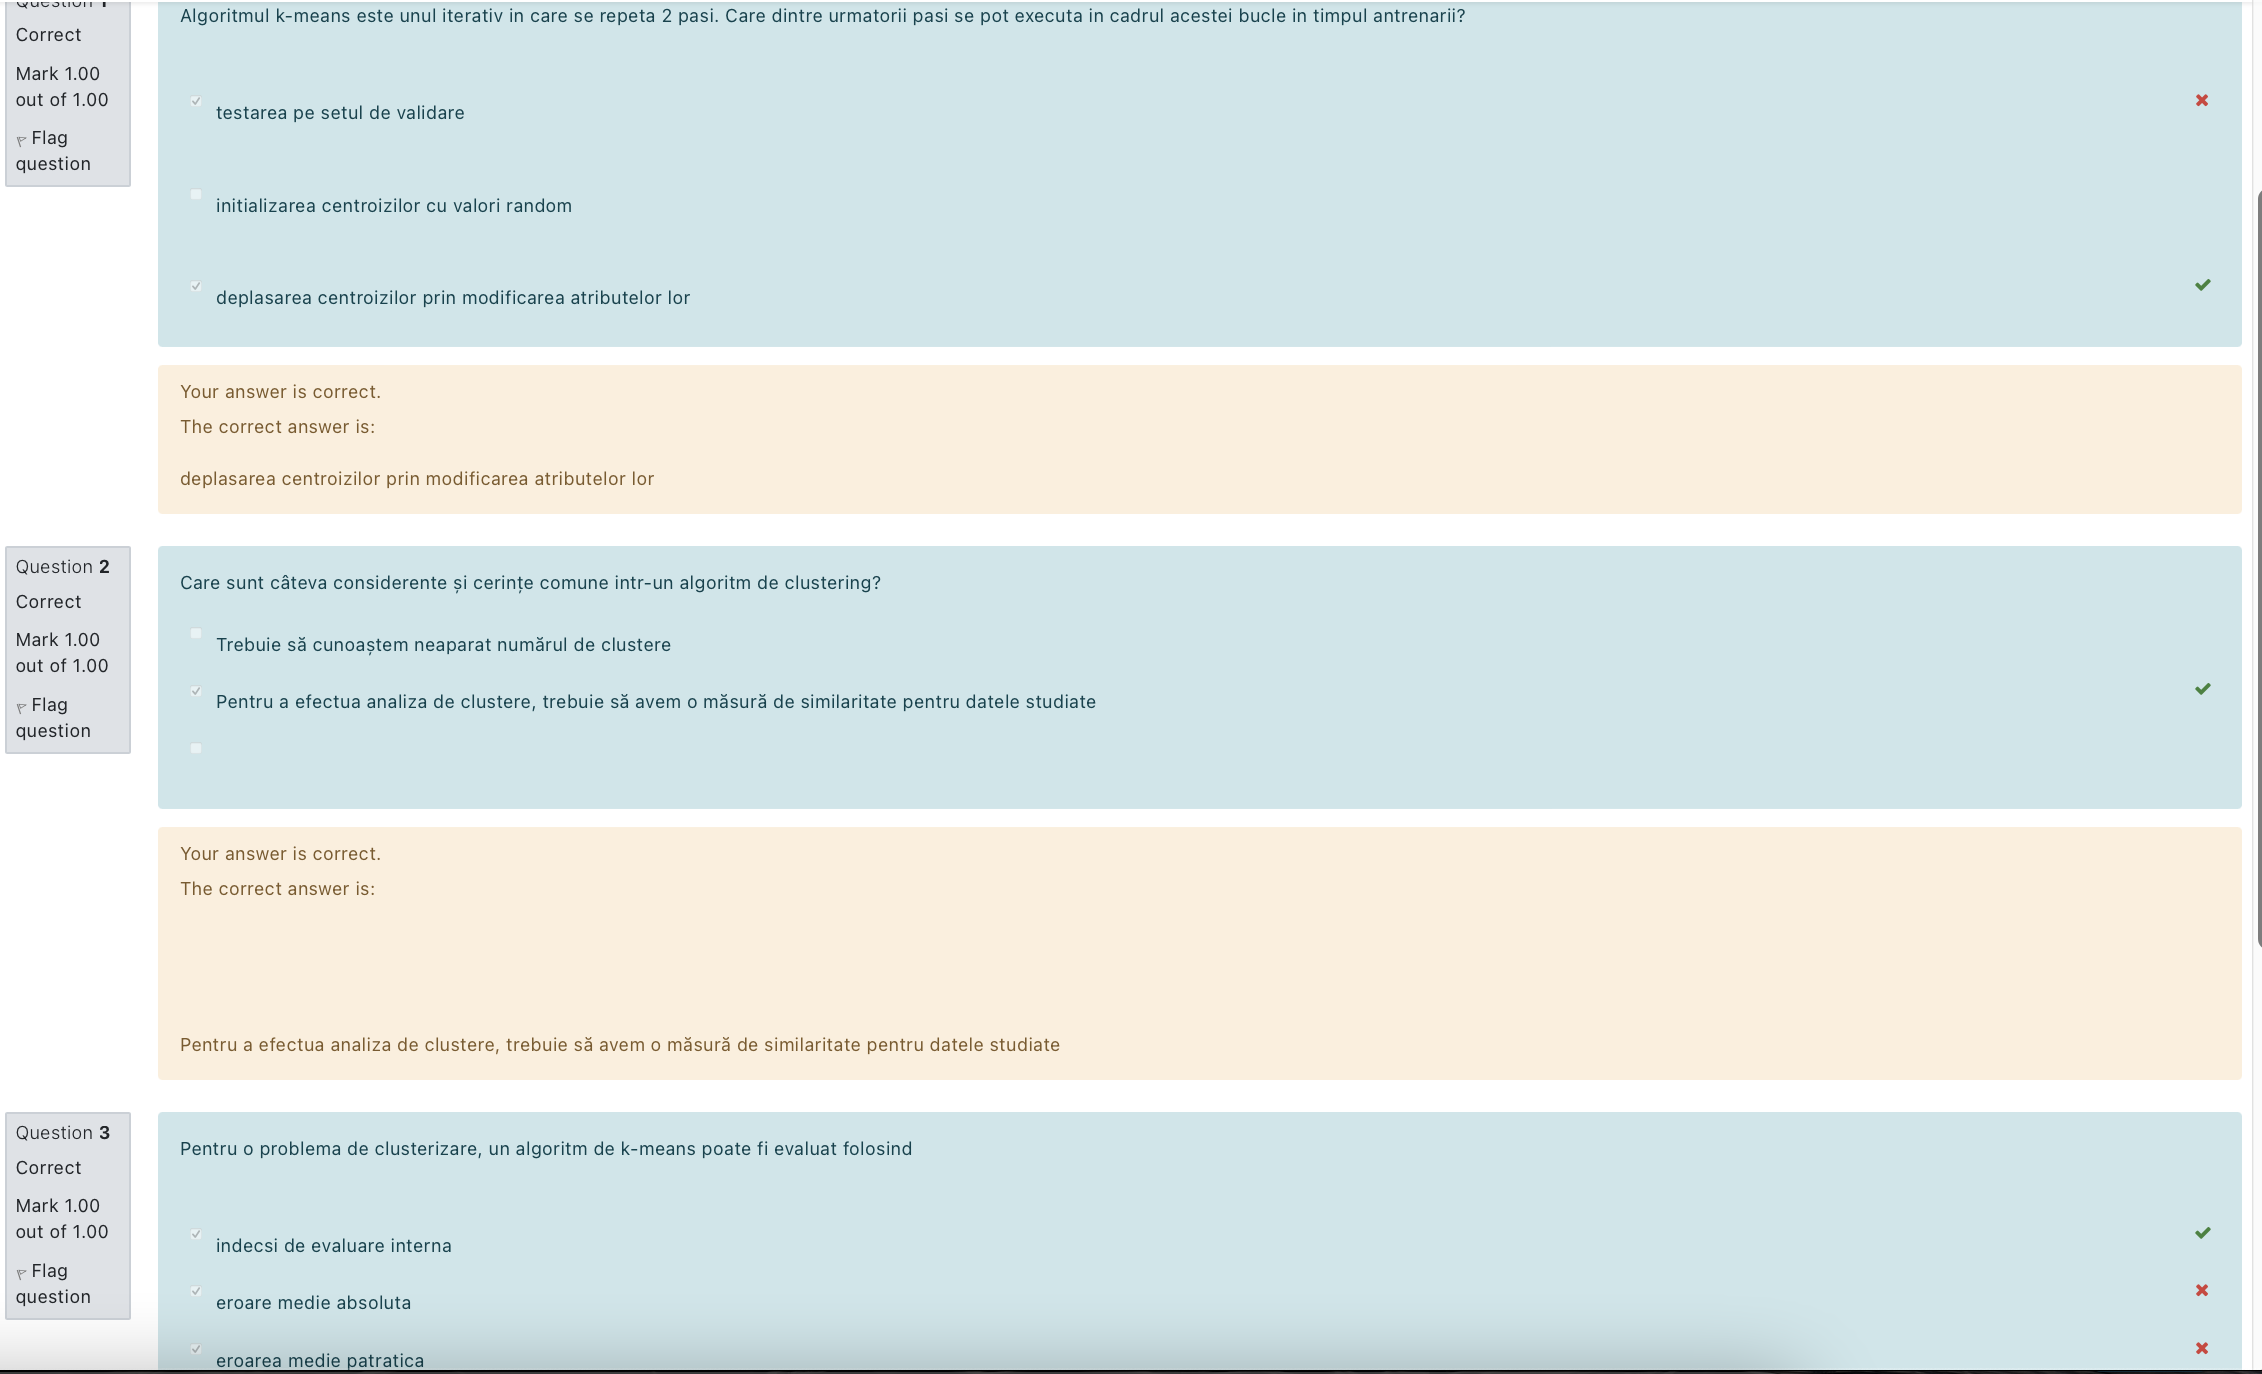 Question 1
Correct
Mark 1.00
out of 1.00
Flag
question
Algoritmul k-means este unul iterativ in care se repeta 2 pasi. Care dintre urmatorii pasi se pot executa in cadrul acestei bucle in timpul antrenarii?
testarea pe setul de validare
initializarea centroizilor cu valori random
deplasarea centroizilor prin modificarea atributelor lor
Your answer is correct.
The correct answer is:
deplasarea centroizilor prin modificarea atributelor lor
Question 2
Correct
Mark 1.00
out of 1.00
Flag
question
Care sunt câteva considerente și cerințe comune intr-un algoritm de clustering?
Trebuie să cunoaștem neaparat numărul de clustere
Pentru a efectua analiza de clustere, trebuie să avem o măsură de similaritate pentru datele studiate
Your answer is correct.
The correct answer is:
Pentru a efectua analiza de clustere, trebuie să avem o măsură de similaritate pentru datele studiate
Question 3
Correct
Mark 1.00
out of 1.00
Flag
question
Pentru o problema de clusterizare, un algoritm de k-means poate fi evaluat folosind
indecsi de evaluare interna
eroare medie absoluta
eroarea medie patratica